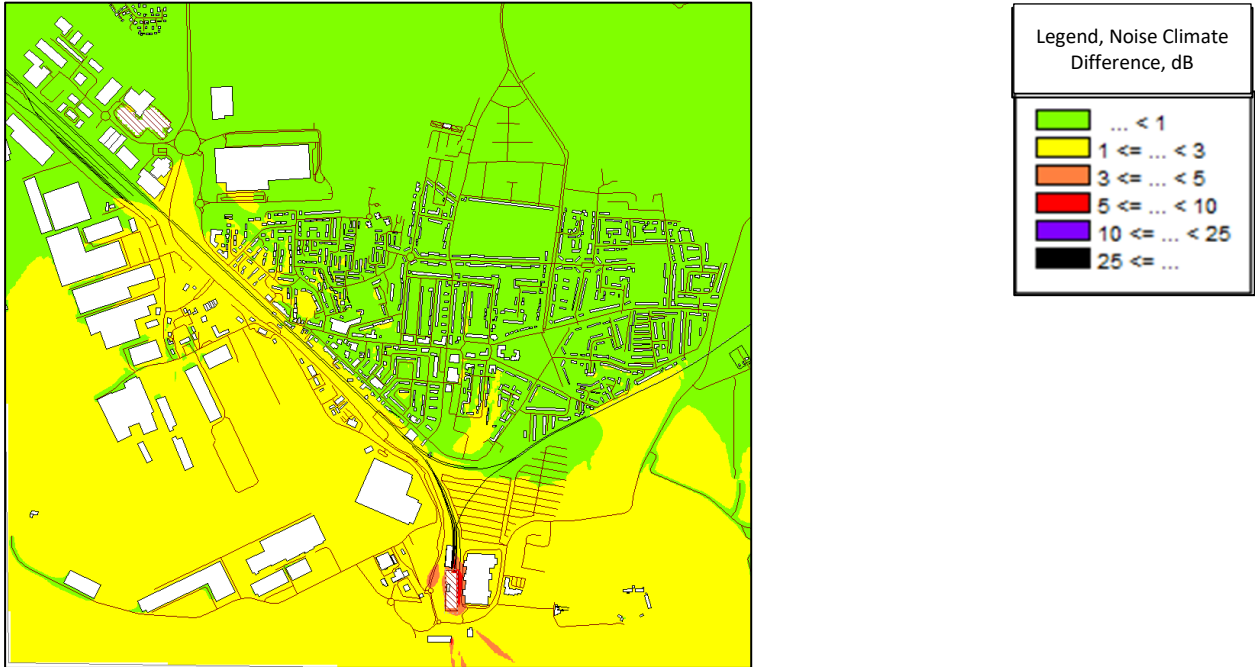 Legend, Noise Climate
Difference, dB
... < 1
1 <= ... < 3
3 <= ... < 5
5 <= ... < 10
10 <= ... < 25
25 <= ...